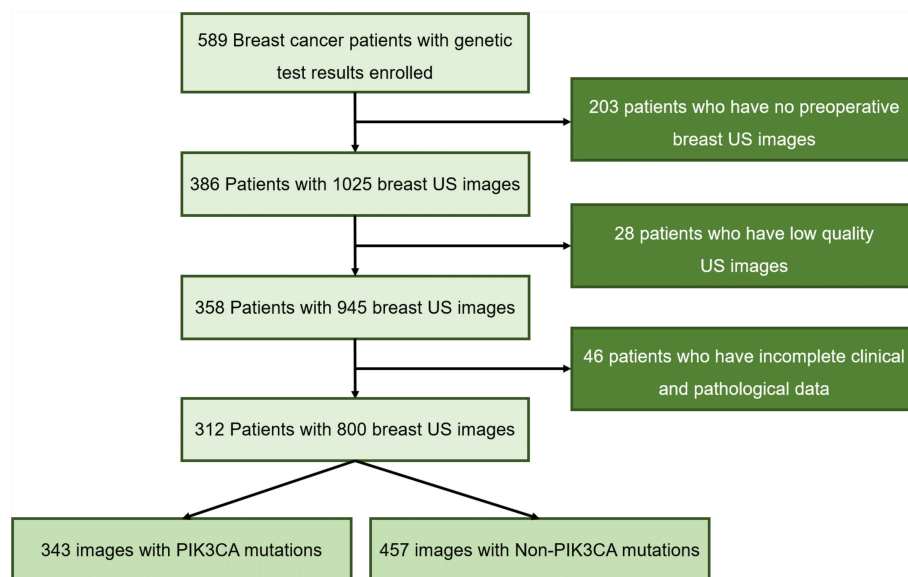 589 Breast cancer patients with genetic
test results enrolled
203 patients who have no preoperative
breast US images
386 Patients with 1025 breast US images
28 patients who have low quality
US images
358 Patients with 945 breast US images
46 patients who have incomplete clinical
and pathological data
312 Patients with 800 breast US images
343 images with PIK3CA mutations
457 images with Non-PIK3CA mutations